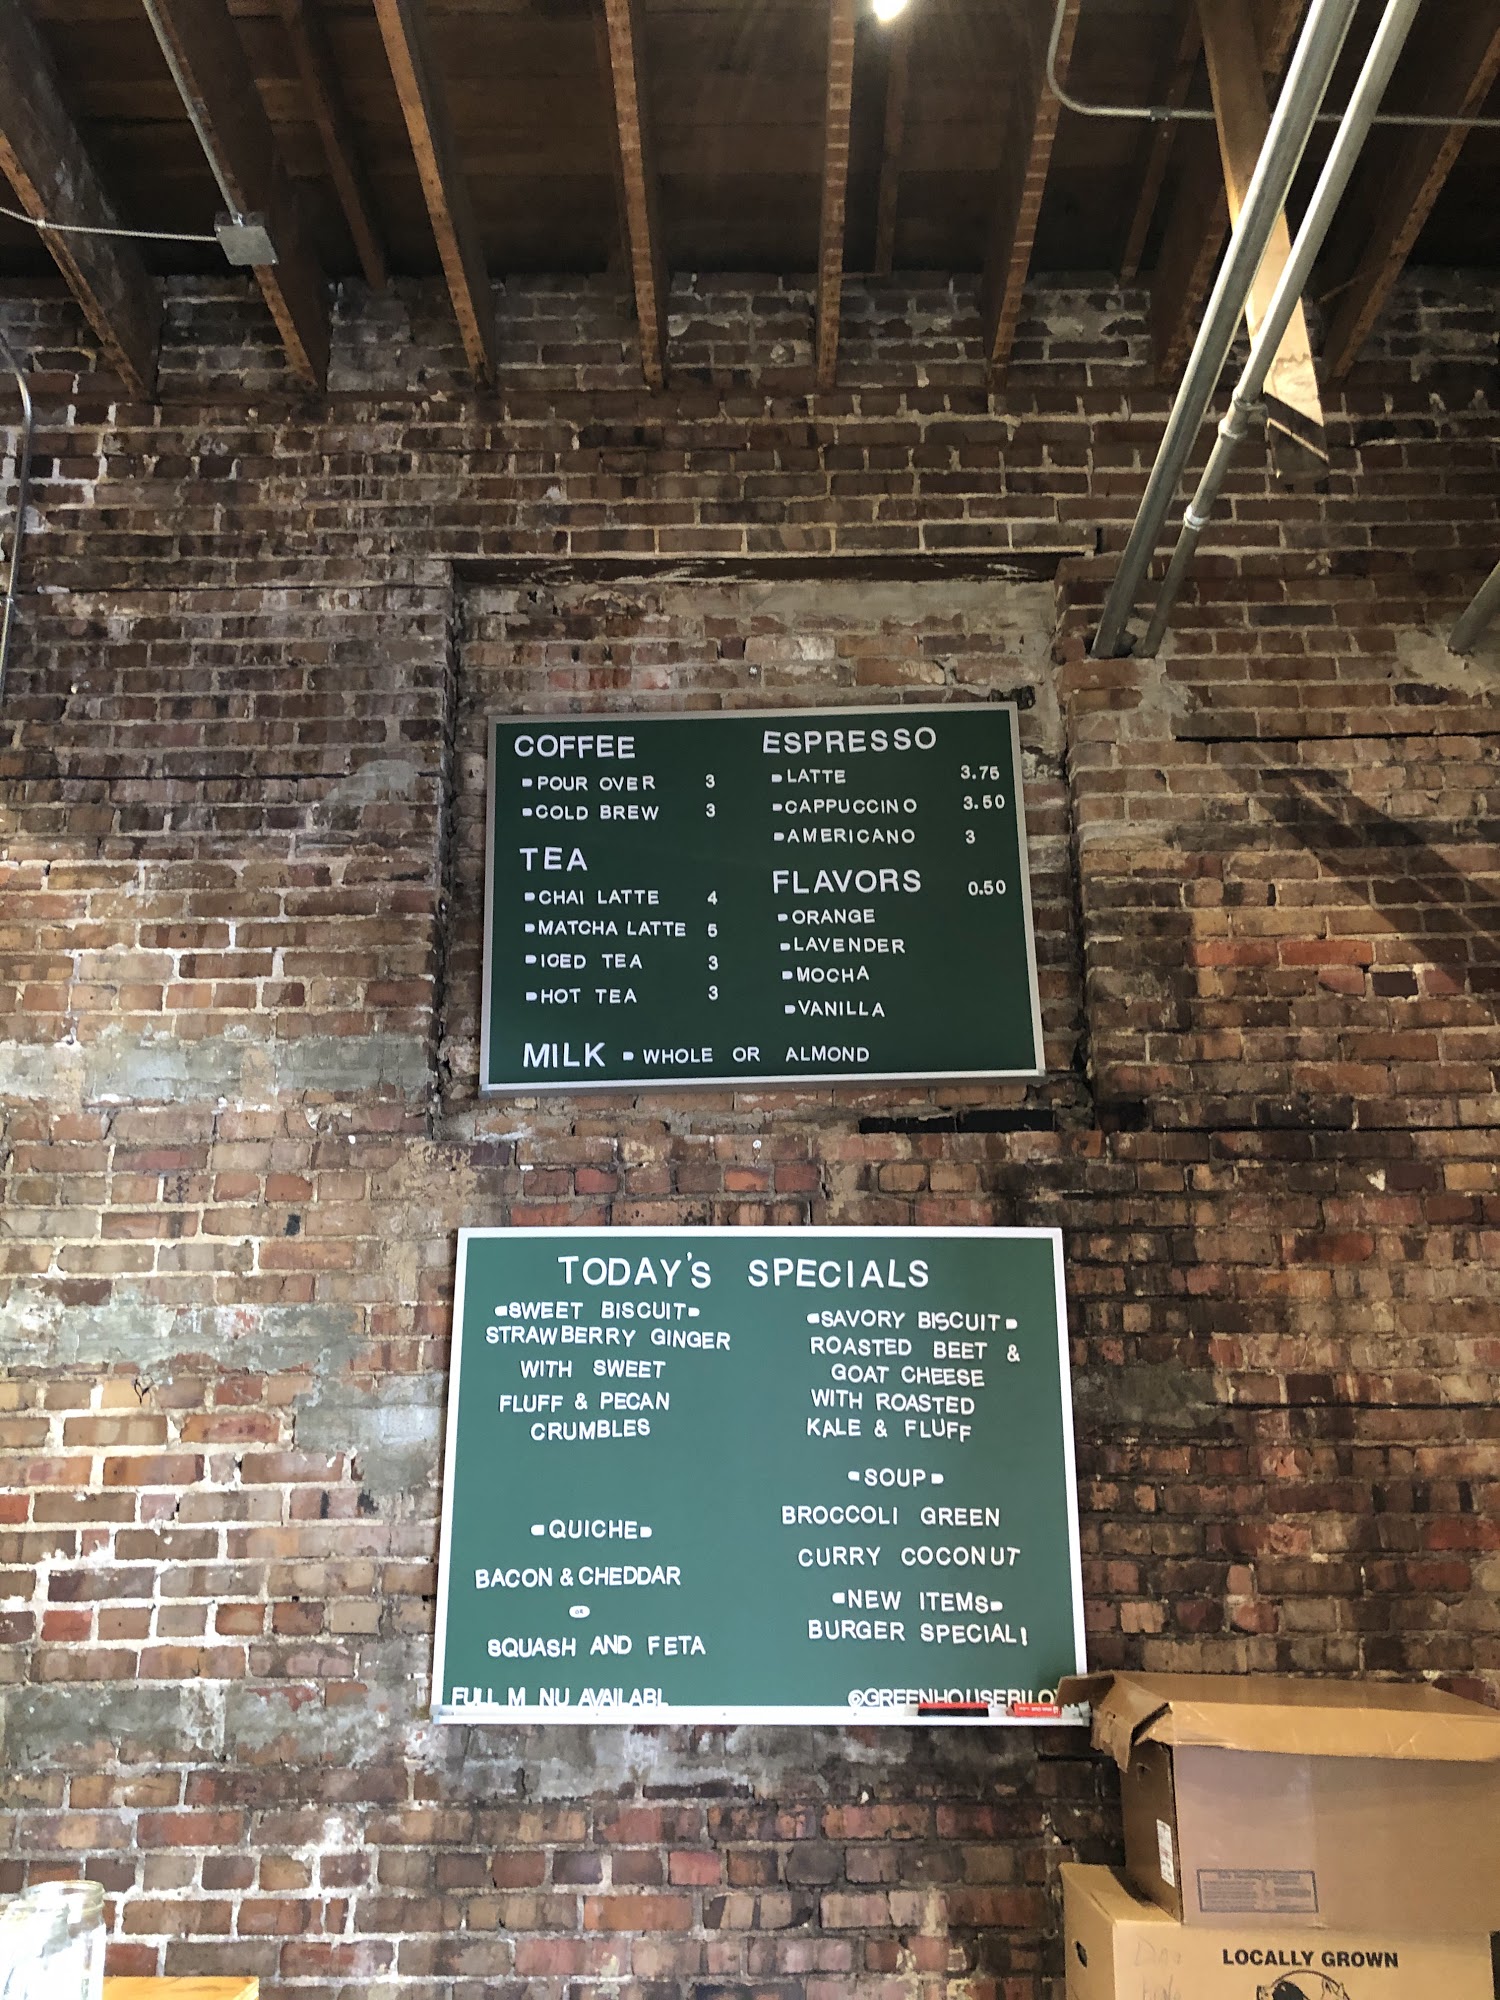 COFFEE
POUR OVER 3
COLD BREW 3
TEA
CHAI LATTE 4
MATCHA LATTE 5
ICED TEA 3
HOT TEA 3
ESPRESSO
LATTE 3.75
CAPPUCCINO 3.50
AMERICANO 3
FLAVORS 0.50
ORANGE
LAVENDER
MOCHA
VANILLA
MILK WHOLE OR ALMOND
TODAY'S SPECIALS
SWEET BISCUIT
STRAWBERRY GINGER
WITH SWEET
FLUFF & PECAN
CRUMBLES
QUICHE
BACON & CHEDDAR
OR
SQUASH AND FETA
SAVORY BISCUIT
ROASTED BEET &
GOAT CHEESE
WITH ROASTED
KALE & FLUFF
SOUP
BROCCOLI GREEN
CURRY COCONUT
NEW ITEMS
BURGER SPECIAL!
FULL M NU AVAILABL
@GREENHOUSEBILO
LOCALLY GROWN